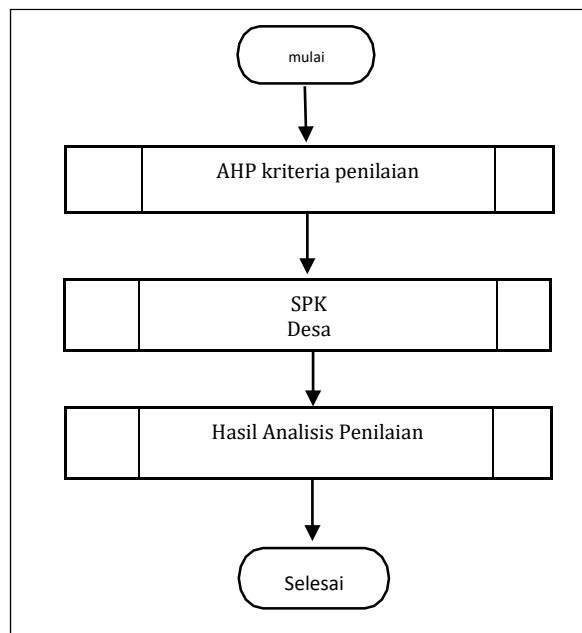 mulai
AHP kriteria penilaian
SPK
Desa
Hasil Analisis Penilaian
Selesai